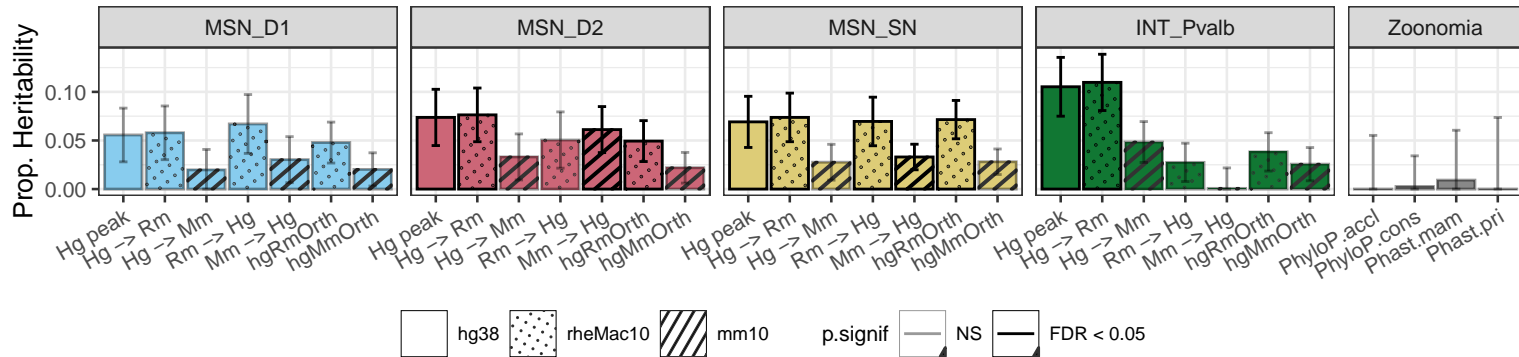 MSN_D1 MSN_D2 MSN_SN INT_Pvalb Zoonomia
Prop. Heritability
0.10
0.05
0.00
Hg peak Hg −> Rm Hg −> Mm Rm −> Hg Mm −> Hg hgRmOrth hgMmOrth Hg peak Hg −> Rm Hg −> Mm Rm −> Hg Mm −> Hg hgRmOrth hgMmOrth Hg peak Hg −> Rm Hg −> Mm Rm −> Hg Mm −> Hg hgRmOrth hgMmOrth Hg peak Hg −> Rm Hg −> Mm Rm −> Hg Mm −> Hg hgRmOrth hgMmOrth PhyloP.accl PhyloP.cons Phast.mam Phast.pri
hg38 rheMac10 mm10 p.signif NS FDR < 0.05